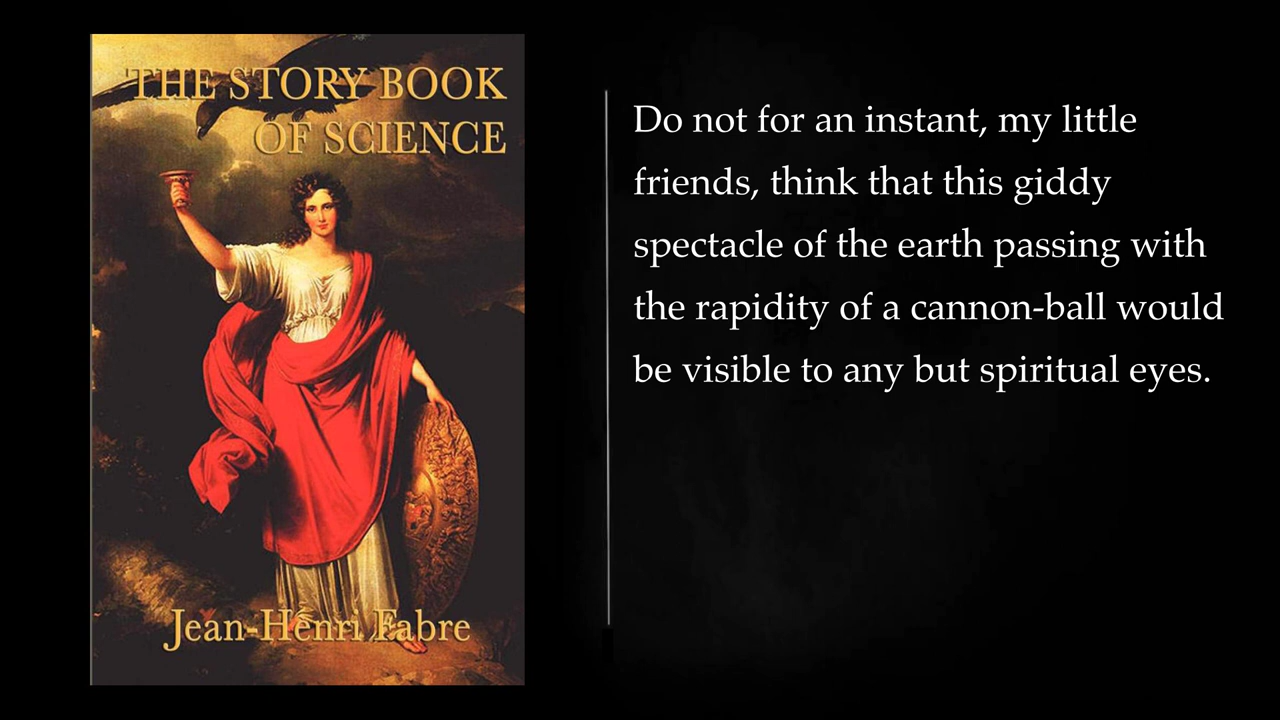 THE STORY BOOK
OF SCIENCE
Jean-Henri Fabre
Do not for an instant, my little
friends, think that this giddy
spectacle of the earth passing with
the rapidity of a cannon-ball would
be visible to any but spiritual eyes.